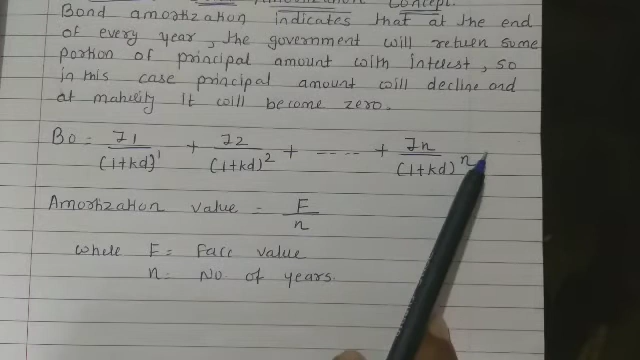 Amortization Concept.
Bond amortization indicates that at the end
of every year, the government will return some
portion of principal amount with interest, so
in this case principal amount will decline and
at maturity it will become zero.
B0 = I1/(1+kd)^1 + I2/(1+kd)^2 + ---- + In/(1+kd)^n
Amortization value = F/n
where F = Face value
n = No of years.